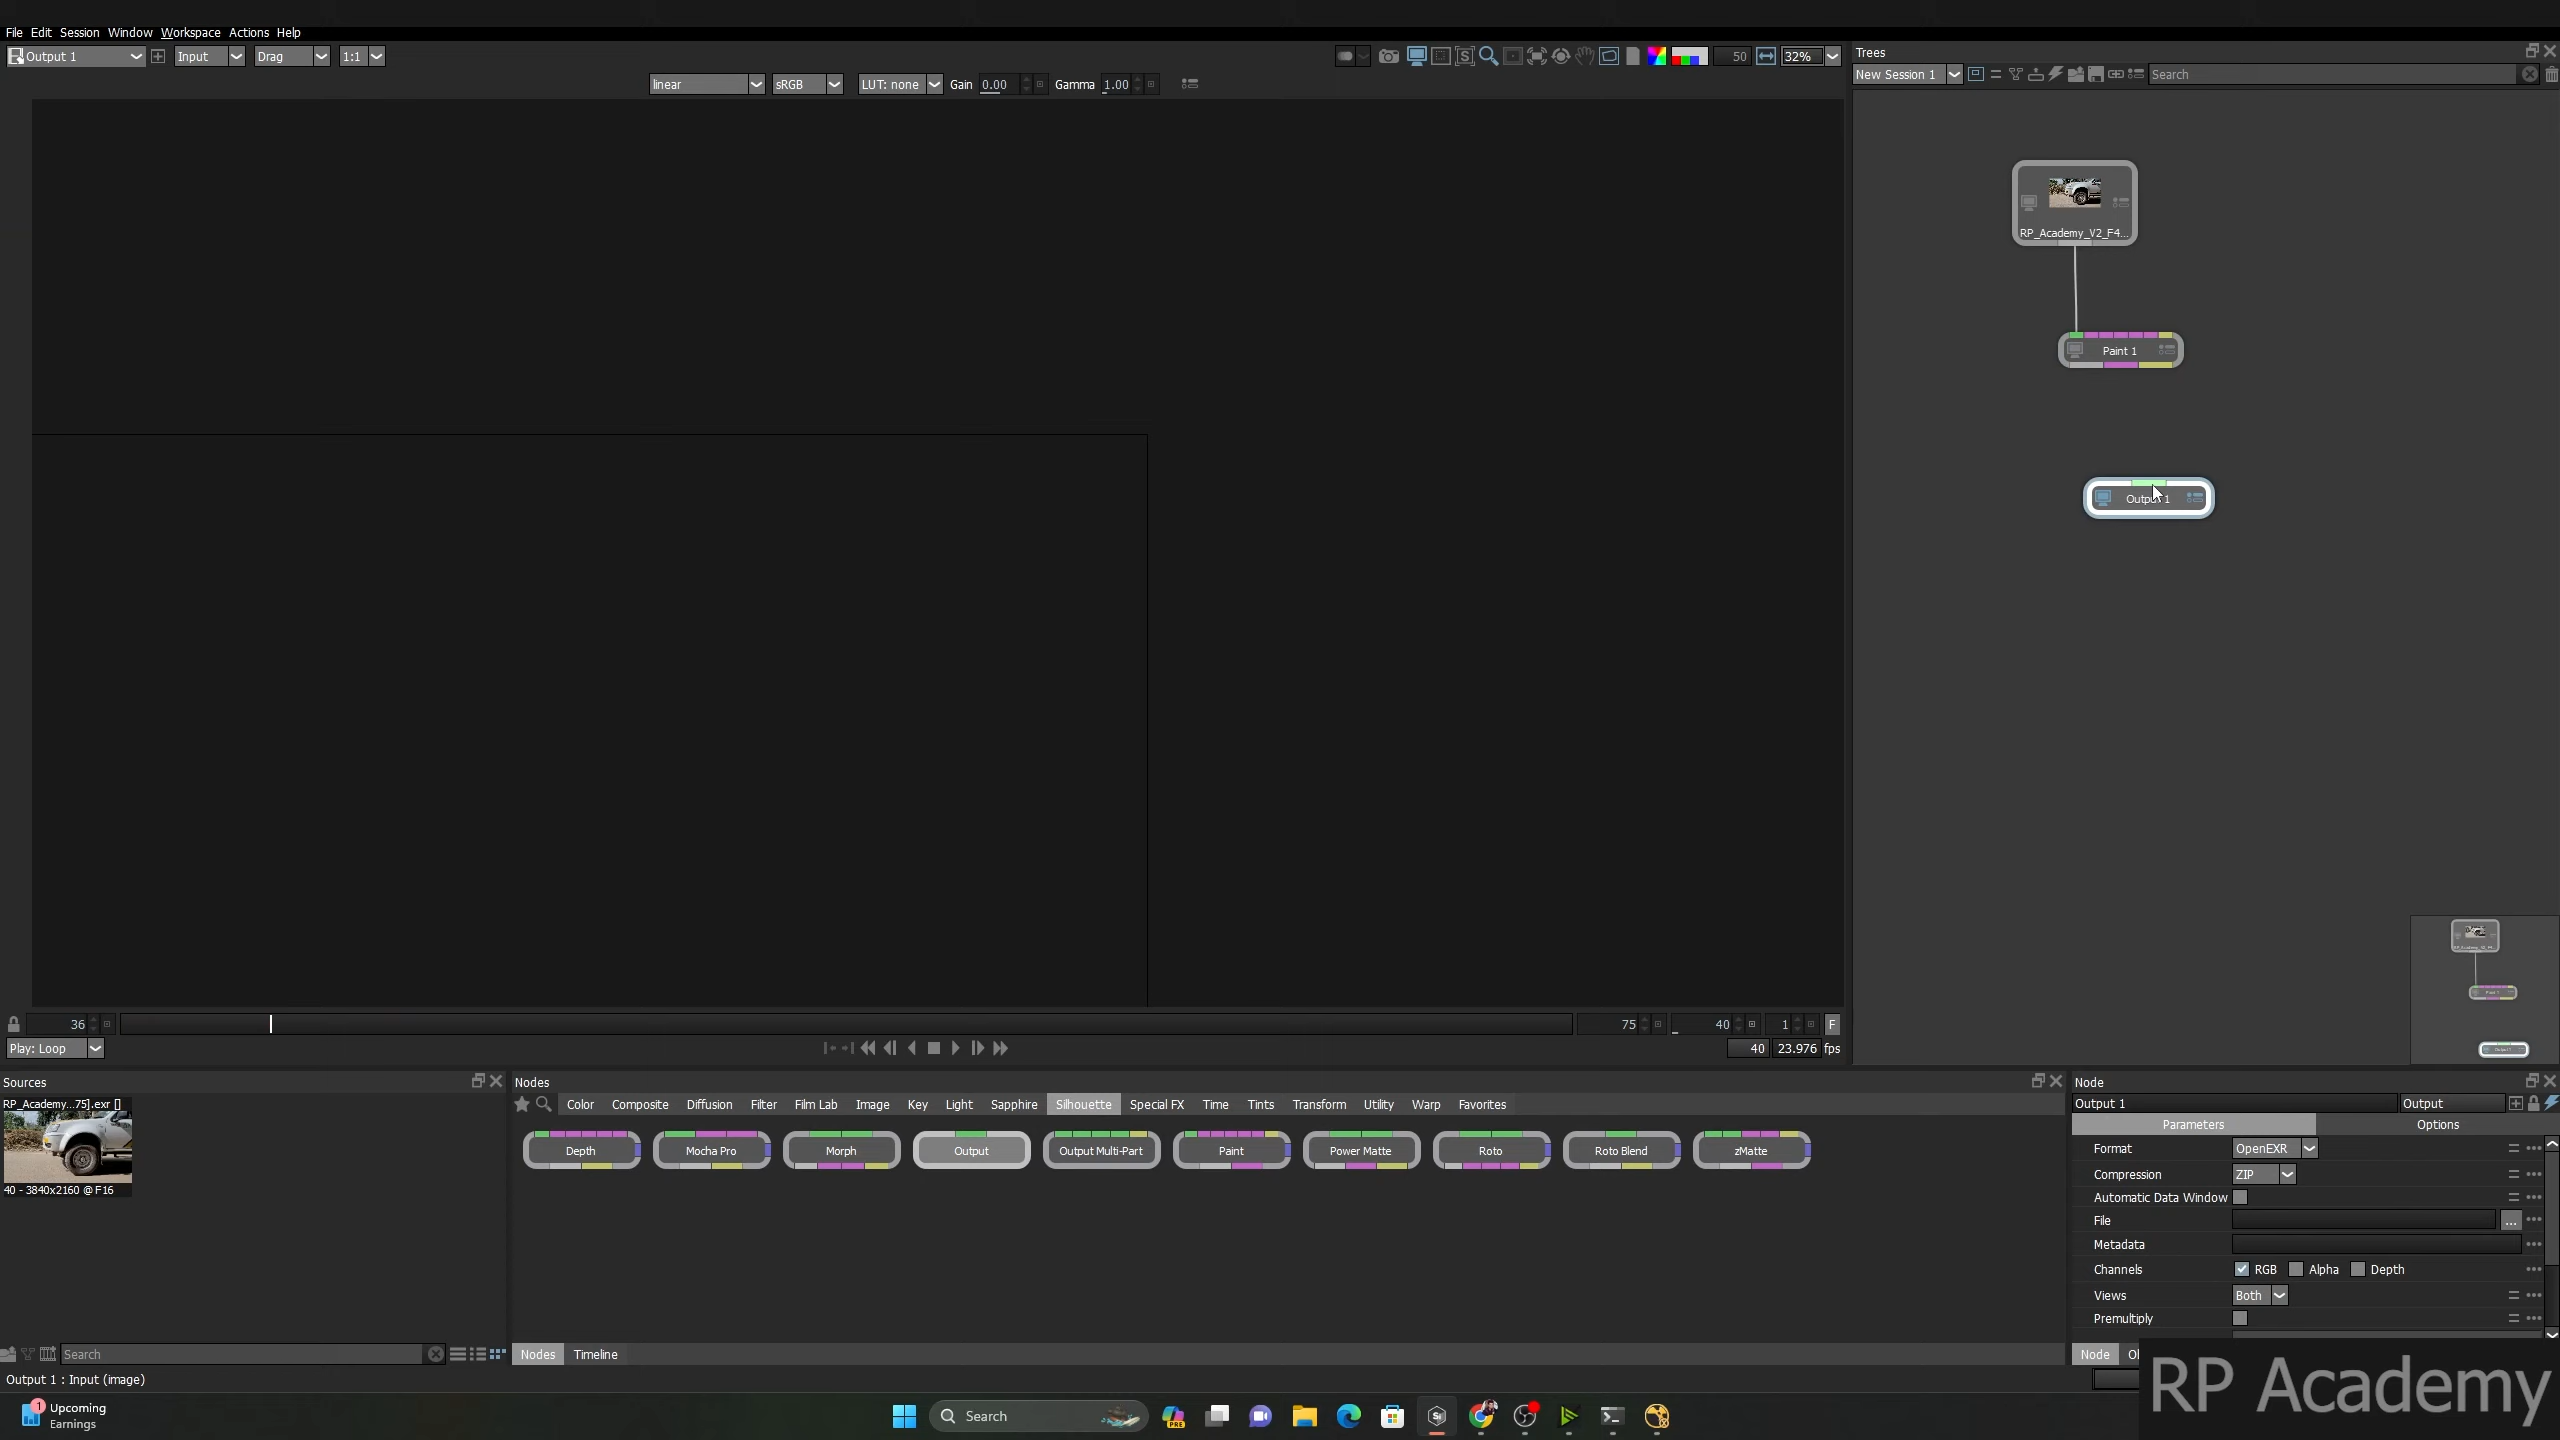 File Edit Session Window Workspace Actions Help
Output 1 Input Drag 1:1 50 32%
linear sRGB LUT: none Gain 0.00 Gamma 1.00
Trees
New Session 1 Search
RP_Academy_V2_F4...
Paint 1
Output 1
36 75 40 1 F
Play: Loop 40 23.976 fps
Sources
RP_Academy...75].exr []
40 - 3840x2160 @ F16
Search
Nodes
Color Composite Diffusion Filter Film Lab Image Key Light Sapphire Silhouette Special FX Time Tints Transform Utility Warp Favorites
Depth Mocha Pro Morph Output Output Multi-Part Paint Power Matte Roto Roto Blend zMatte
Nodes Timeline
Node
Output 1 Output
Parameters Options
Format OpenEXR
Compression ZIP
Automatic Data Window
File ...
Metadata
Channels RGB Alpha Depth
Views Both
Premultiply
Node
Output 1 : Input (image)
RP Academy
1 Upcoming
Earnings
Search
PRE